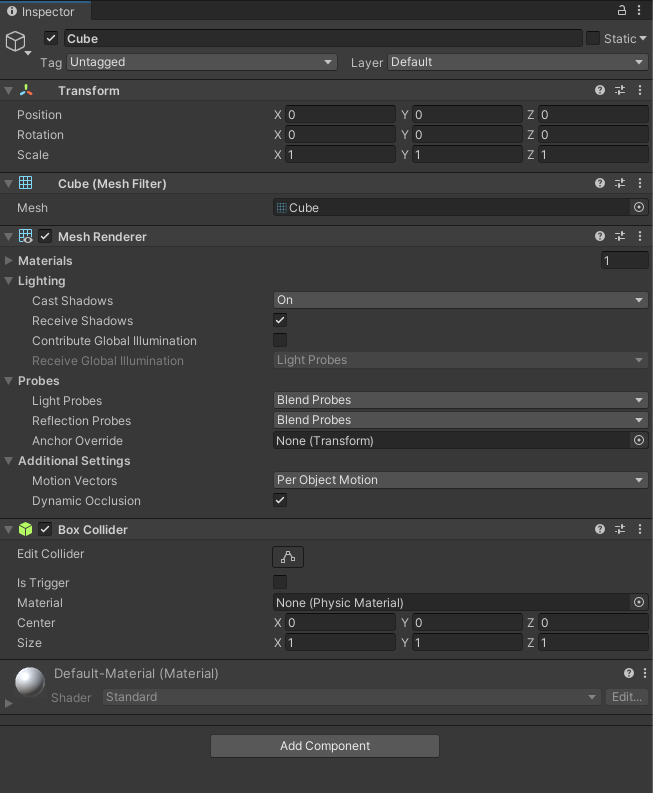 Inspector
Cube Static
Tag Untagged Layer Default
Transform
Position X 0 Y 0 Z 0
Rotation X 0 Y 0 Z 0
Scale X 1 Y 1 Z 1
Cube (Mesh Filter)
Mesh Cube
Mesh Renderer
Materials 1
Lighting
Cast Shadows On
Receive Shadows
Contribute Global Illumination
Receive Global Illumination Light Probes
Probes
Light Probes Blend Probes
Reflection Probes Blend Probes
Anchor Override None (Transform)
Additional Settings
Motion Vectors Per Object Motion
Dynamic Occlusion
Box Collider
Edit Collider
Is Trigger
Material None (Physic Material)
Center X 0 Y 0 Z 0
Size X 1 Y 1 Z 1
Default-Material (Material)
Shader Standard Edit...
Add Component